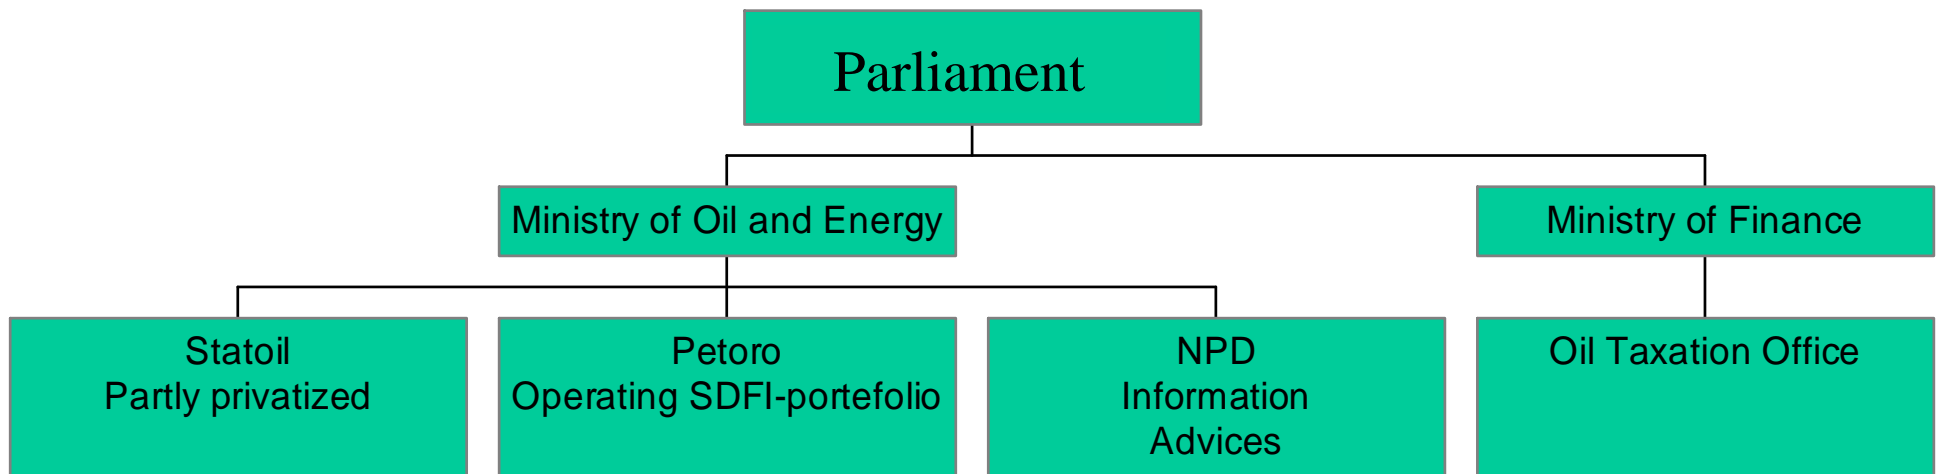 Parliament
Ministry of Oil and Energy
Ministry of Finance
Statoil
Partly privatized
Petoro
Operating SDFI-portefolio
NPD
Information
Advices
Oil Taxation Office